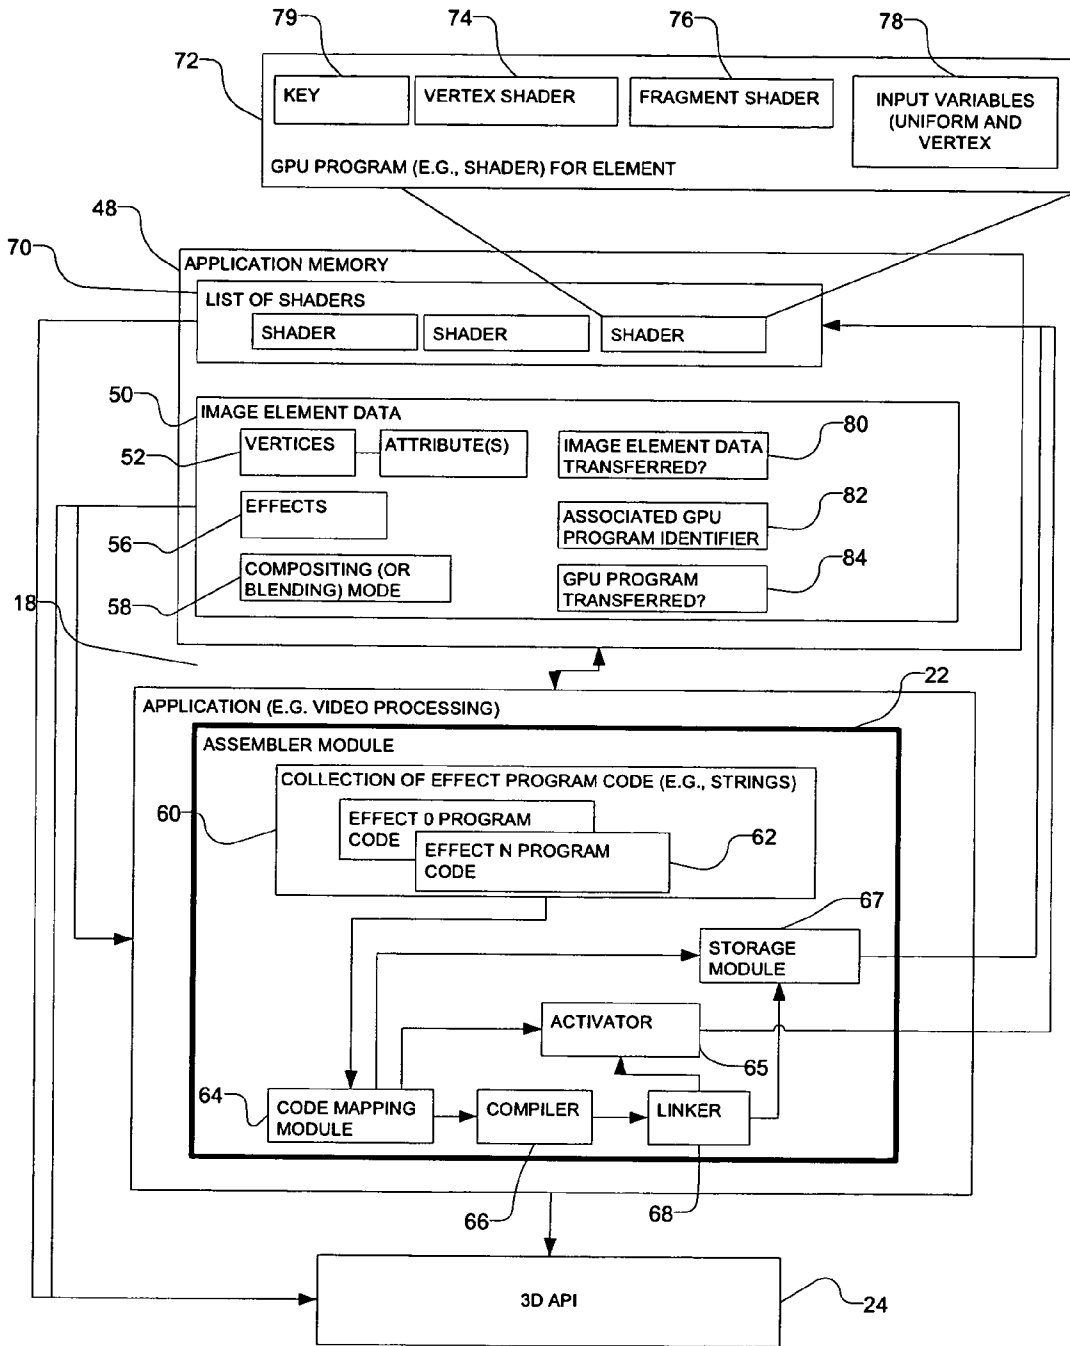 79
74
76
78
72
KEY
VERTEX SHADER
FRAGMENT SHADER
INPUT VARIABLES
(UNIFORM AND
VERTEX
GPU PROGRAM (E.G., SHADER) FOR ELEMENT
48
70
APPLICATION MEMORY
LIST OF SHADERS
SHADER
SHADER
SHADER
50
IMAGE ELEMENT DATA
52
VERTICES
ATTRIBUTE(S)
IMAGE ELEMENT DATA
TRANSFERRED?
80
56
EFFECTS
ASSOCIATED GPU
PROGRAM IDENTIFIER
82
58
COMPOSITING (OR
BLENDING) MODE
GPU PROGRAM
TRANSFERRED?
84
18
22
APPLICATION (E.G. VIDEO PROCESSING)
ASSEMBLER MODULE
COLLECTION OF EFFECT PROGRAM CODE (E.G., STRINGS)
60
EFFECT 0 PROGRAM
CODE
EFFECT N PROGRAM
CODE
62
67
STORAGE
MODULE
ACTIVATOR
65
64
CODE MAPPING
MODULE
COMPILER
LINKER
66
68
3D API
24